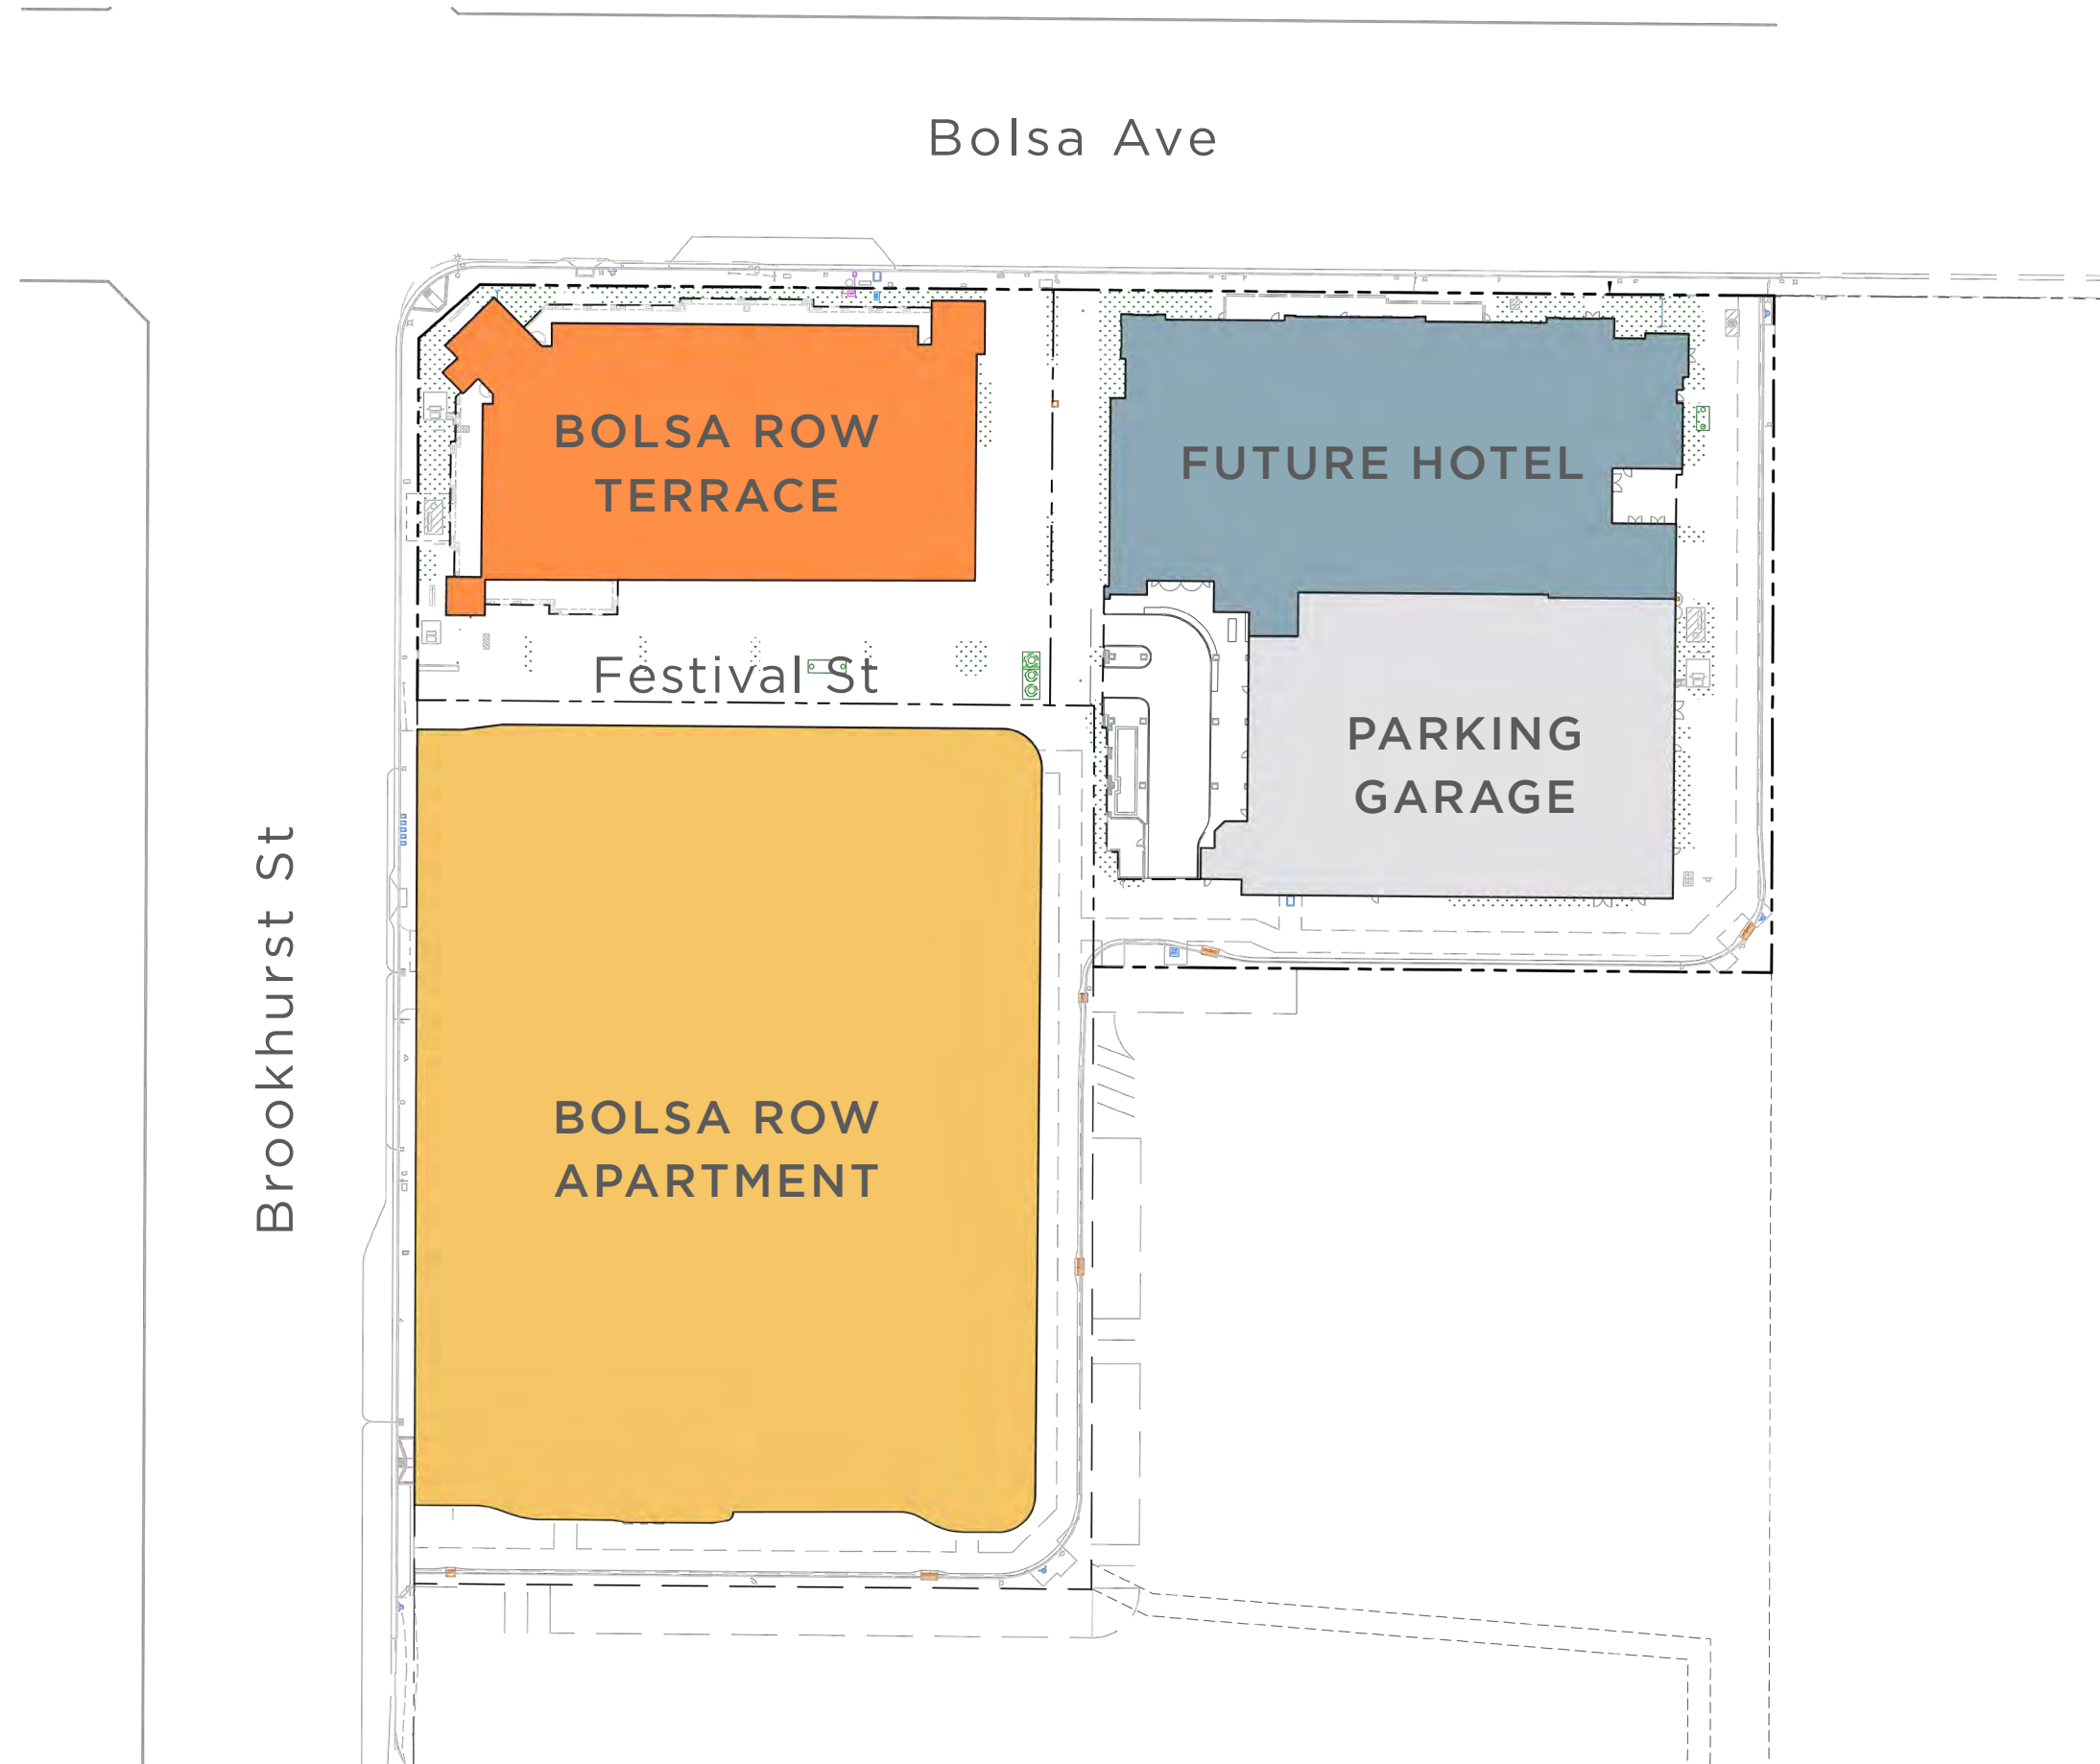 Bolsa Ave
BOLSA ROW
TERRACE
FUTURE HOTEL
Festival St
PARKING
GARAGE
Brookhurst St
BOLSA ROW
APARTMENT